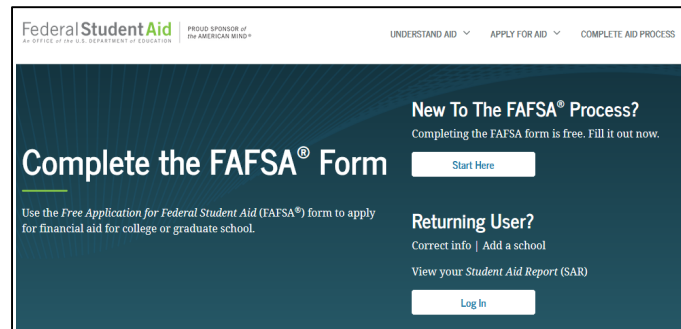 Federal Student Aid
An OFFICE of the U.S. DEPARTMENT of EDUCATION
PROUD SPONSOR of
the AMERICAN MIND®
UNDERSTAND AID
APPLY FOR AID
COMPLETE AID PROCESS
Complete the FAFSA® Form
Use the Free Application for Federal Student Aid (FAFSA®) form to apply
for financial aid for college or graduate school.
New To The FAFSA® Process?
Completing the FAFSA form is free. Fill it out now.
Start Here
Returning User?
Correct info | Add a school
View your Student Aid Report (SAR)
Log In